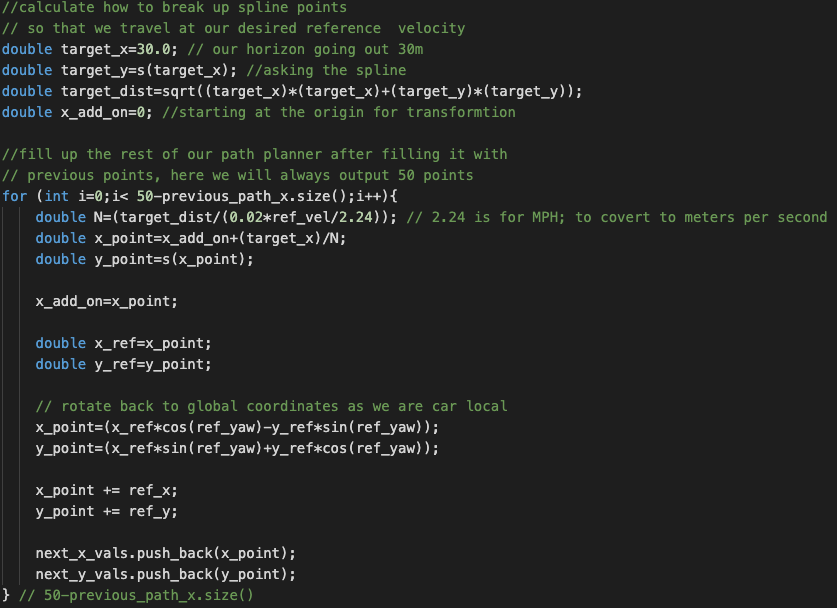 //calculate how to break up spline points
// so that we travel at our desired reference  velocity
double target_x=30.0; // our horizon going out 30m
double target_y=s(target_x); //asking the spline
double target_dist=sqrt((target_x)*(target_x)+(target_y)*(target_y));
double x_add_on=0; //starting at the origin for transformtion

//fill up the rest of our path planner after filling it with
// previous points, here we will always output 50 points
for (int i=0;i< 50-previous_path_x.size();i++){
    double N=(target_dist/(0.02*ref_vel/2.24)); // 2.24 is for MPH; to covert to meters per second
    double x_point=x_add_on+(target_x)/N;
    double y_point=s(x_point);

    x_add_on=x_point;

    double x_ref=x_point;
    double y_ref=y_point;

    // rotate back to global coordinates as we are car local
    x_point=(x_ref*cos(ref_yaw)-y_ref*sin(ref_yaw));
    y_point=(x_ref*sin(ref_yaw)+y_ref*cos(ref_yaw));

    x_point += ref_x;
    y_point += ref_y;

    next_x_vals.push_back(x_point);
    next_y_vals.push_back(y_point);
} // 50-previous_path_x.size()